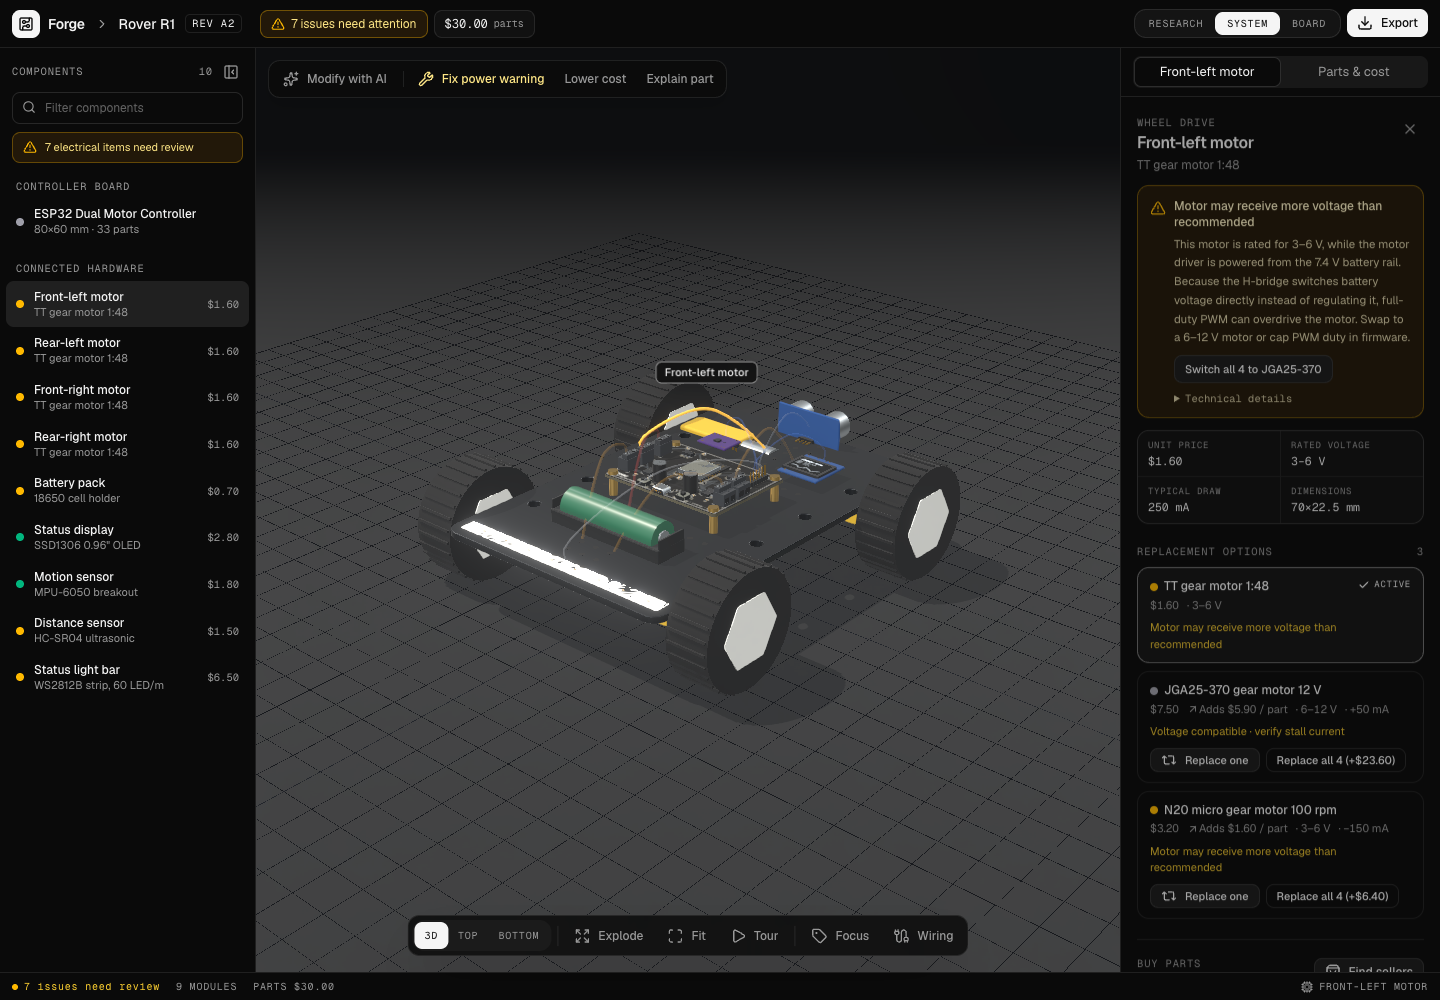 Forge
Rover R1
REV A2
7 issues need attention
$30.00 parts
RESEARCH
SYSTEM
BOARD
Export
COMPONENTS
10
Filter components
7 electrical items need review
CONTROLLER BOARD
ESP32 Dual Motor Controller
80×60 mm · 33 parts
CONNECTED HARDWARE
Front-left motor
TT gear motor 1:48
$1.60
Rear-left motor
TT gear motor 1:48
$1.60
Front-right motor
TT gear motor 1:48
$1.60
Rear-right motor
TT gear motor 1:48
$1.60
Battery pack
18650 cell holder
$0.70
Status display
SSD1306 0.96" OLED
$2.80
Motion sensor
MPU-6050 breakout
$1.80
Distance sensor
HC-SR04 ultrasonic
$1.50
Status light bar
WS2812B strip, 60 LED/m
$6.50
Modify with AI
Fix power warning
Lower cost
Explain part
Front-left motor
3D
TOP
BOTTOM
Explode
Fit
Tour
Focus
Wiring
Front-left motor
Parts & cost
WHEEL DRIVE
Front-left motor
TT gear motor 1:48
Motor may receive more voltage than
recommended
This motor is rated for 3–6 V, while the motor
driver is powered from the 7.4 V battery rail.
Because the H-bridge switches battery
voltage directly instead of regulating it, full-
duty PWM can overdrive the motor. Swap to
a 6–12 V motor or cap PWM duty in firmware.
Switch all 4 to JGA25-370
Technical details
UNIT PRICE
$1.60
RATED VOLTAGE
3–6 V
TYPICAL DRAW
250 mA
DIMENSIONS
70×22.5 mm
REPLACEMENT OPTIONS
3
TT gear motor 1:48
ACTIVE
$1.60 · 3–6 V
Motor may receive more voltage than
recommended
JGA25-370 gear motor 12 V
$7.50 ↗ Adds $5.90 / part · 6–12 V · +50 mA
Voltage compatible · verify stall current
Replace one
Replace all 4 (+$23.60)
N20 micro gear motor 100 rpm
$3.20 ↗ Adds $1.60 / part · 3–6 V · −150 mA
Motor may receive more voltage than
recommended
Replace one
Replace all 4 (+$6.40)
BUY PARTS
Find sellers
7 issues need review
9 MODULES
PARTS $30.00
FRONT-LEFT MOTOR